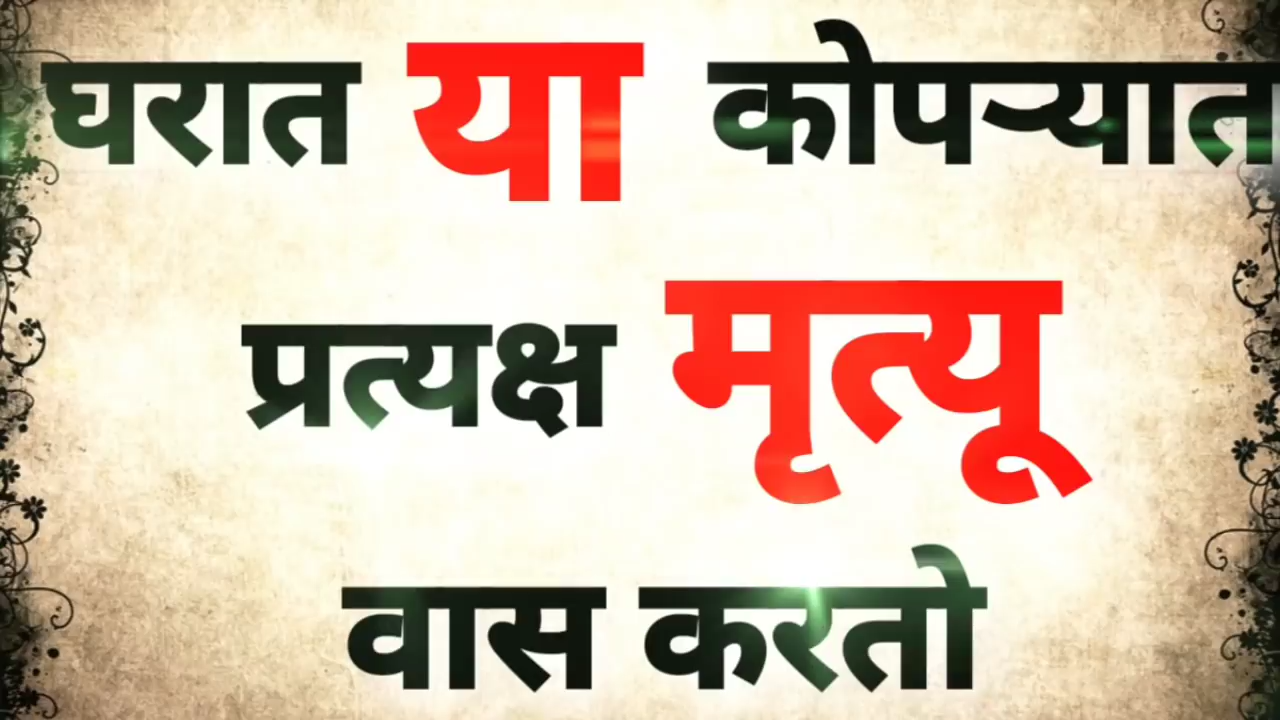 घरात या कोपऱ्यात
प्रत्यक्ष मृत्यू
वास करतो